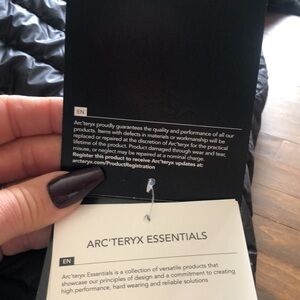 EN
Arc'teryx proudly guarantees the quality and performance of all our
products. Items with defects in materials or workmanship will be
replaced or repaired at the discretion of Arc'teryx for the practical
lifetime of the product. Product damaged through wear and tear,
misuse, or neglect may be repaired at a nominal charge.
Register this product to receive Arc'teryx updates at:
arcteryx.com/ProductRegistration
ARC'TERYX ESSENTIALS
EN
Arc'teryx Essentials is a collection of versatile products that
showcase our principles of design and a commitment to creating
high performance, hard wearing and reliable solutions